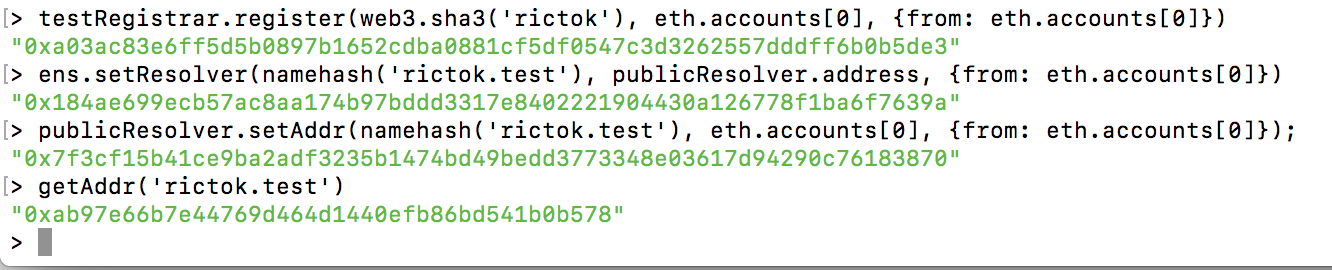 [> testRegistrar.register(web3.sha3('rictok'), eth.accounts[0], {from: eth.accounts[0]})
"0xa03ac83e6ff5d5b0897b1652cdba0881cf5df0547c3d3262557dddff6b0b5de3"
[> ens.setResolver(namehash('rictok.test'), publicResolver.address, {from: eth.accounts[0]})
"0x184ae699ecb57ac8aa174b97bddd3317e8402221904430a126778f1ba6f7639a"
[> publicResolver.setAddr(namehash('rictok.test'), eth.accounts[0], {from: eth.accounts[0]});
"0x7f3cf15b41ce9ba2adf3235b1474bd49bedd3773348e03617d94290c76183870"
[> getAddr('rictok.test')
"0xab97e66b7e44769d464d1440efb86bd541b0b578"
>